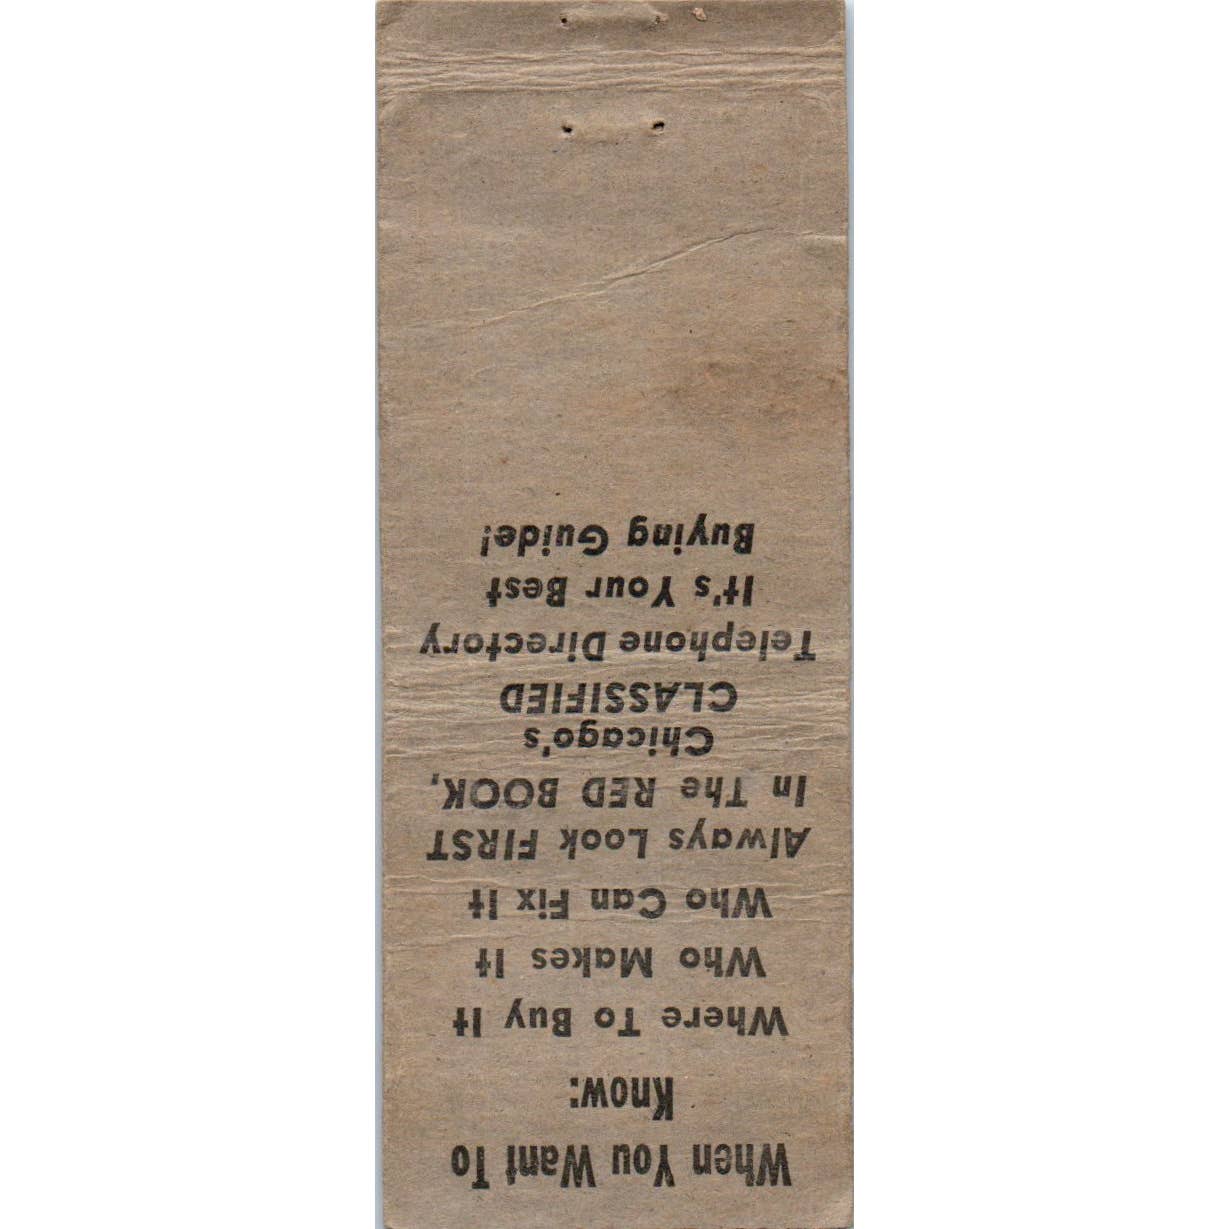 When You Want To
Know:
Where To Buy It
Who Makes It
Who Can Fix It
Always Look FIRST
In The RED BOOK,
Chicago's
CLASSIFIED
Telephone Directory
It's Your Best
Buying Guide!